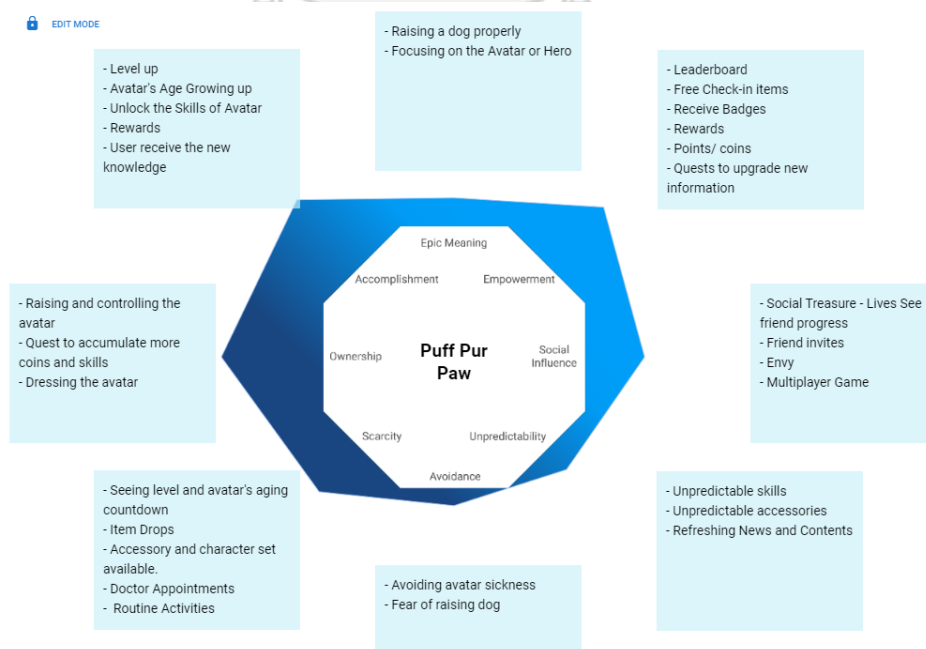 EDIT MODE
- Raising a dog properly
- Focusing on the Avatar or Hero
- Level up
- Avatar's Age Growing up
- Unlock the Skills of Avatar
- Rewards
- User receive the new
knowledge
- Leaderboard
- Free Check-in items
- Receive Badges
- Rewards
- Points/ coins
- Quests to upgrade new
information
Epic Meaning
Accomplishment
Empowerment
- Raising and controlling the
avatar
- Quest to accumulate more
coins and skills
- Dressing the avatar
Ownership
Puff Pur
Paw
Social
Influence
- Social Treasure - Lives See
friend progress
- Friend invites
- Envy
- Multiplayer Game
Scarcity
Unpredictability
Avoidance
- Seeing level and avatar's aging
countdown
- Item Drops
- Accessory and character set
available.
- Doctor Appointments
- Routine Activities
- Unpredictable skills
- Unpredictable accessories
- Refreshing News and Contents
- Avoiding avatar sickness
- Fear of raising dog